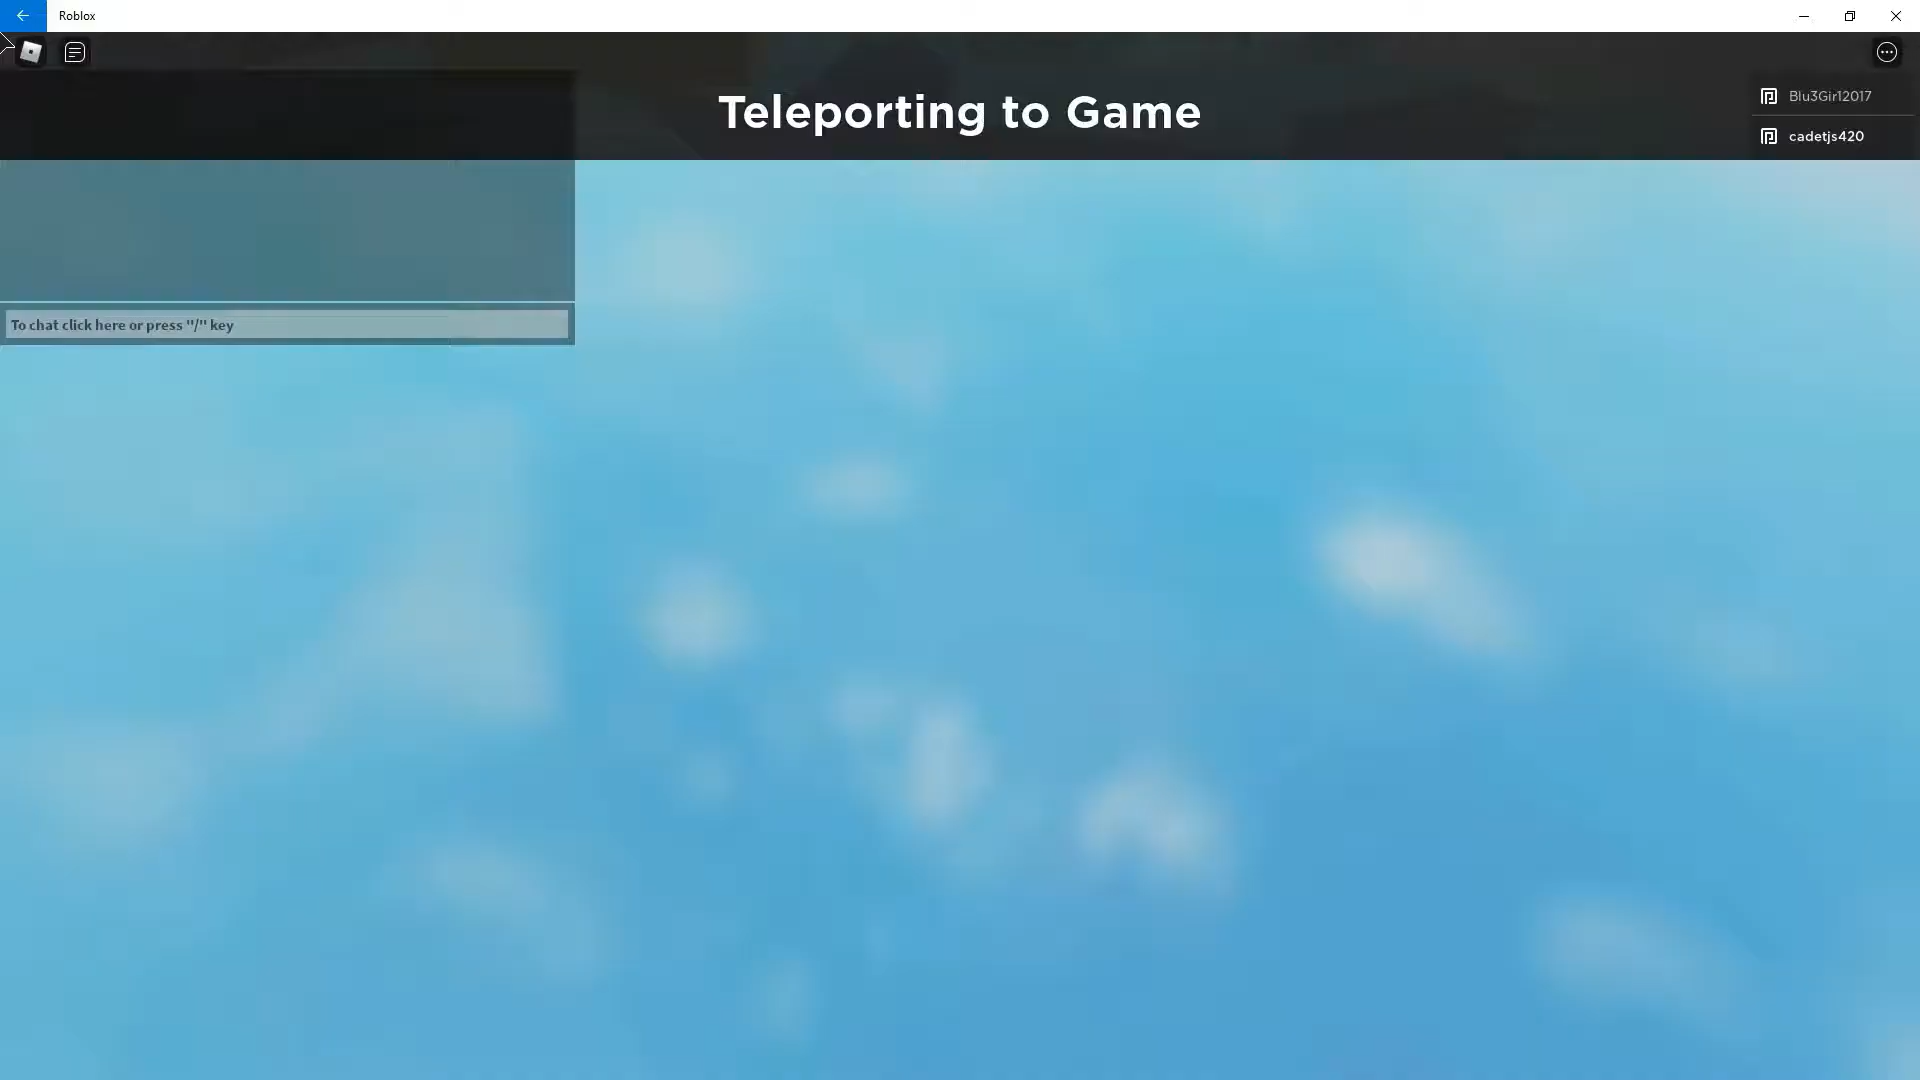 Roblox
Teleporting to Game
Blu3Girl2017
cadetjs420
To chat click here or press "/" key